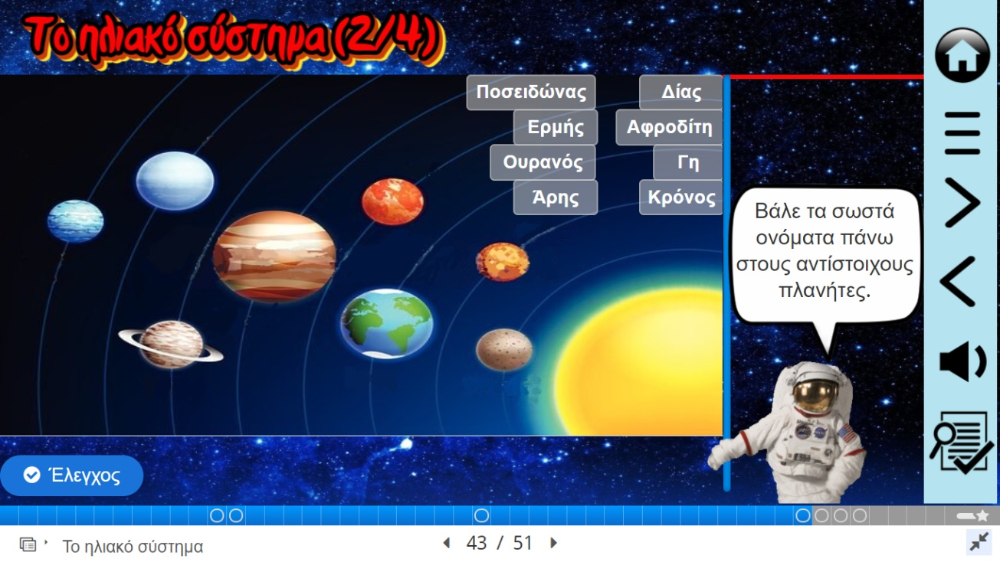 Το ηλιακό σύστημα (2/4)
Ποσειδώνας
Δίας
Ερμής
Αφροδίτη
Ουρανός
Γη
Άρης
Κρόνος
Βάλε τα σωστά
ονόματα πάνω
στους αντίστοιχους
πλανήτες.
Έλεγχος
Το ηλιακό σύστημα
43 / 51